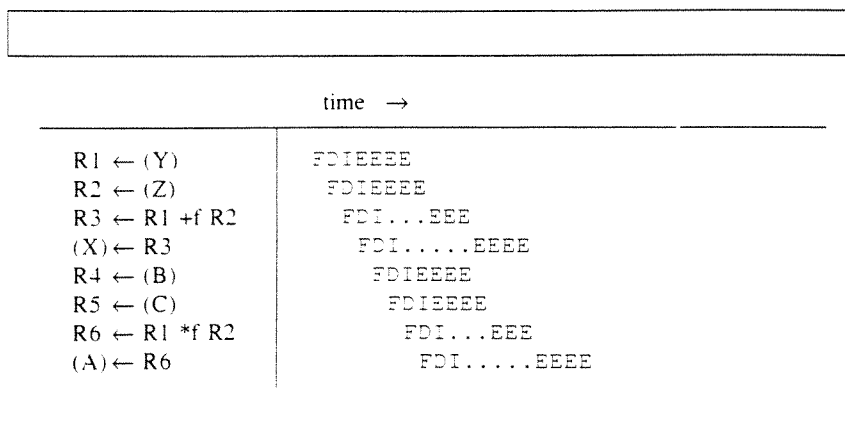 time →
R1 ← (Y) FDIEEEE
R2 ← (Z) FDIEEEE
R3 ← R1 +f R2 FDI...EEE
(X) ← R3 FDI.....EEEE
R4 ← (B) FDIEEEE
R5 ← (C) FDIEEEE
R6 ← R1 *f R2 FDI...EEE
(A) ← R6 FDI.....EEEE